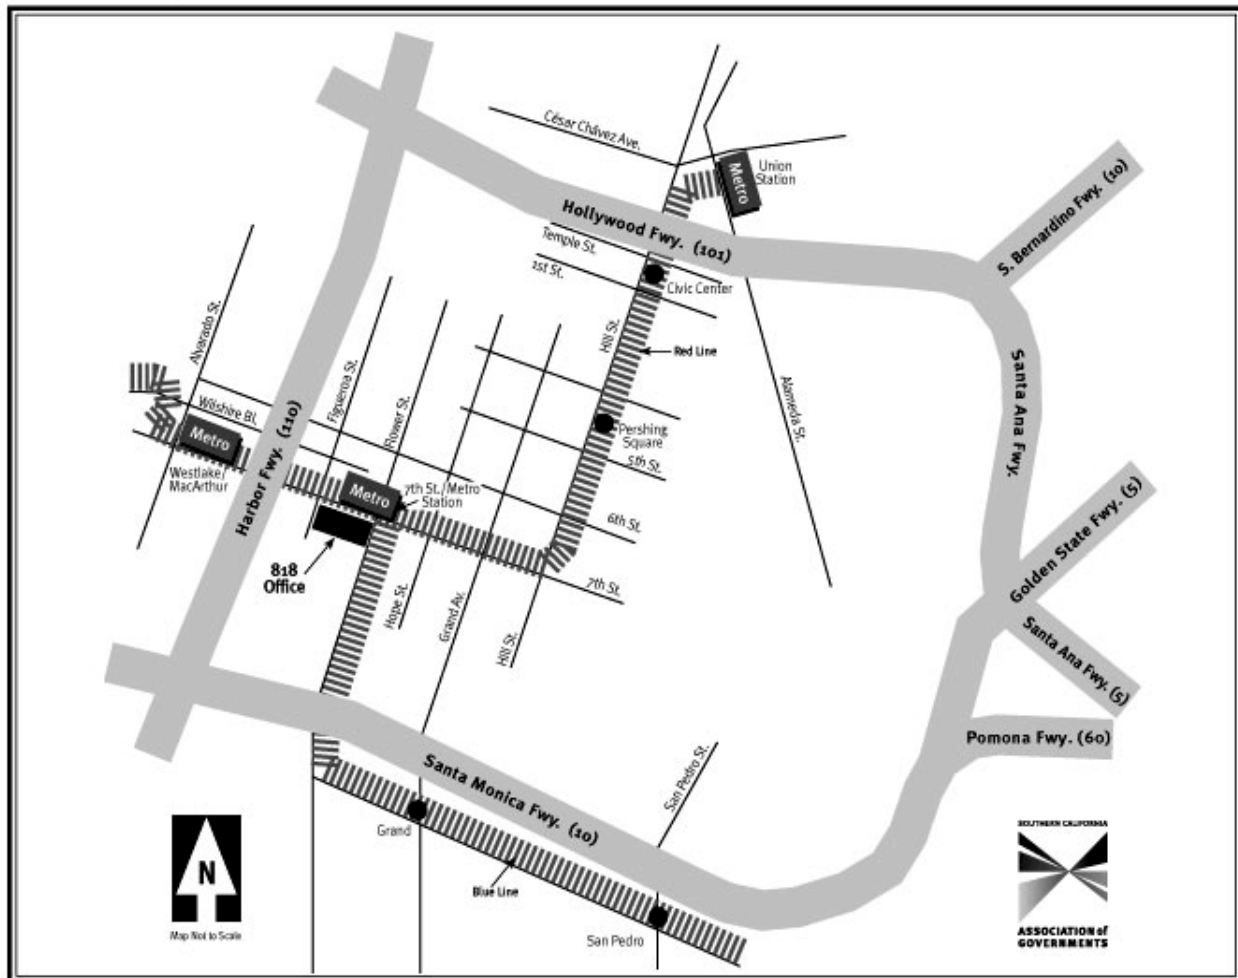 César Chávez Ave.
Metro
Union
Station
S. Bernardino Fwy. (10)
Hollywood Fwy. (101)
Temple St.
1st St.
Civic Center
Alvarado St.
Hill St.
Red Line
Santa Ana Fwy.
Figueroa St.
Flower St.
Alameda St.
Wilshire Bl.
Harbor Fwy. (110)
Metro
Westlake/
MacArthur
Pershing
Square
5th St.
Metro
7th St./Metro
Station
6th St.
Golden State Fwy. (5)
818
Office
7th St.
Hope St.
Grand Av.
Hill St.
Santa Ana Fwy. (5)
Pomona Fwy. (60)
Santa Monica Fwy. (10)
San Pedro St.
Grand
Blue Line
San Pedro
N
Map Not to Scale
SOUTHERN CALIFORNIA
ASSOCIATION of
GOVERNMENTS